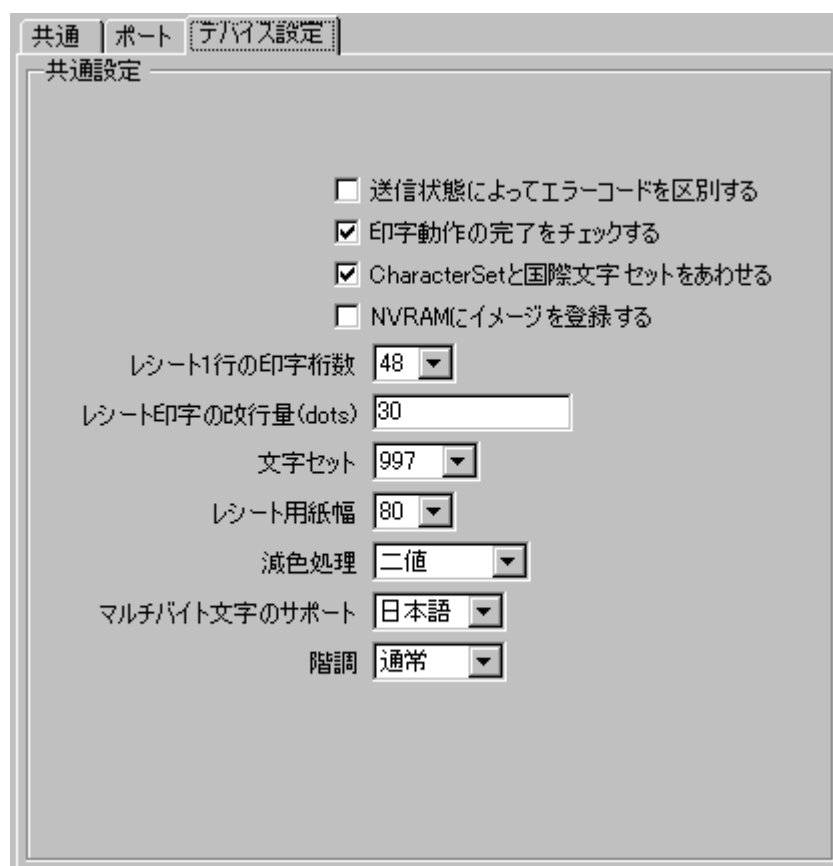 共通 ポート デバイス設定
共通設定
送信状態によってエラーコードを区別する
印字動作の完了をチェックする
CharacterSetと国際文字セットをあわせる
NVRAMにイメージを登録する
レシート1行の印字桁数 48
レシート印字の改行量(dots) 30
文字セット 997
レシート用紙幅 80
減色処理 二値
マルチバイト文字のサポート 日本語
階調 通常